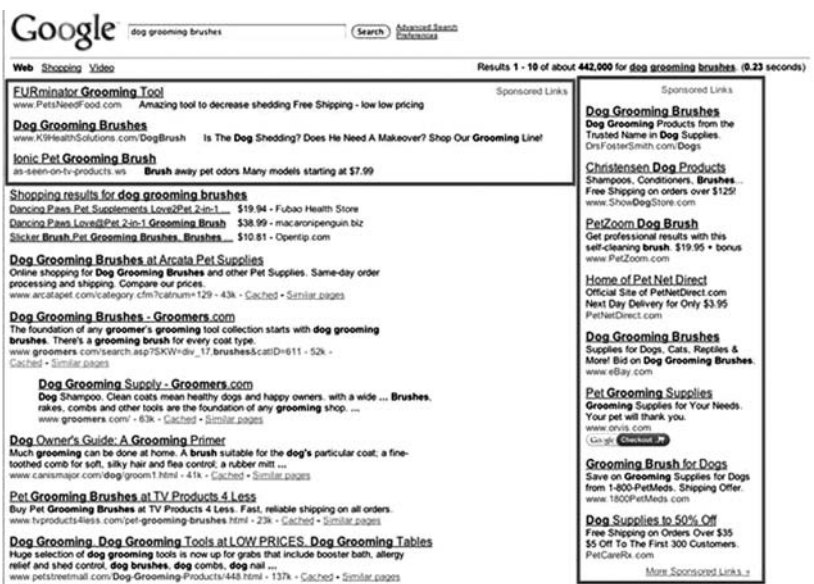 Google
dog grooming brushes
Search
Advanced Search
Preferences
Web Shopping Video
Results 1 - 10 of about 442,000 for dog grooming brushes. (0.23 seconds)
FURminator Grooming Tool
Sponsored Links
www.PetsNeedFood.com Amazing tool to decrease shedding Free Shipping - low low pricing
Dog Grooming Brushes
www.K9HealthSolutions.com/DogBrush Is The Dog Shedding? Does He Need A Makeover? Shop Our Grooming Line!
Ionic Pet Grooming Brush
as-seen-on-tv-products.ws Brush away pet odors Many models starting at $7.99
Shopping results for dog grooming brushes
Dancing Paws Pet Supplements Love2Pet 2-in-1 ... $19.94 - Fubao Health Store
Dancing Paws Love@Pet 2-in-1 Grooming Brush $38.99 - macaronipenguin.biz
Slicker Brush Pet Grooming Brushes, Brushes ... $10.81 - Opentip.com
Dog Grooming Brushes at Arcata Pet Supplies
Online shopping for Dog Grooming Brushes and other Pet Supplies. Same-day order
processing and shipping. Compare our prices.
www.arcatapet.com/category.cfm?catnum=129 - 43k - Cached - Similar pages
Dog Grooming Brushes - Groomers.com
The foundation of any groomer's grooming tool collection starts with dog grooming
brushes. There's a grooming brush for every coat type.
www.groomers.com/search.asp?SKW=div_17,brushes&catID=611 - 52k -
Cached - Similar pages
Dog Grooming Supply - Groomers.com
Dog Shampoo. Clean coats mean healthy dogs and happy owners. with a wide ... Brushes,
rakes, combs and other tools are the foundation of any grooming shop. ...
www.groomers.com/ - 63k - Cached - Similar pages
Dog Owner's Guide: A Grooming Primer
Much grooming can be done at home. A brush suitable for the dog's particular coat; a fine-
toothed comb for soft, silky hair and flea control; a rubber mitt ...
www.canismajor.com/dog/groom1.html - 41k - Cached - Similar pages
Pet Grooming Brushes at TV Products 4 Less
Buy Pet Grooming Brushes at TV Products 4 Less. Fast, reliable shipping on all orders.
www.tvproducts4less.com/pet-grooming-brushes.html - 23k - Cached - Similar pages
Dog Grooming. Dog Grooming Tools at LOW PRICES. Dog Grooming Tables
Huge selection of dog grooming tools is now up for grabs that include booster bath, allergy
relief and shed control, dog brushes, dog combs, dog nail ...
www.petstreetmall.com/Dog-Grooming-Products/448.html - 137k - Cached - Similar pages
Sponsored Links
Dog Grooming Brushes
Dog Grooming Products from the
Trusted Name in Dog Supplies.
DrsFosterSmith.com/Dogs
Christensen Dog Products
Shampoos, Conditioners, Brushes...
Free Shipping on orders over $125!
www.ShowDogStore.com
PetZoom Dog Brush
Get professional results with this
self-cleaning brush. $19.95 + bonus
www.PetZoom.com
Home of Pet Net Direct
Official Site of PetNetDirect.com
Next Day Delivery for Only $3.95
PetNetDirect.com
Dog Grooming Brushes
Supplies for Dogs, Cats, Reptiles &
More! Bid on Dog Grooming Brushes.
www.eBay.com
Pet Grooming Supplies
Grooming Supplies for Your Needs.
Your pet will thank you.
www.orvis.com
Google Checkout
Grooming Brush for Dogs
Save on Grooming Supplies for Dogs
from 1-800-PetMeds. Shipping Offer.
www.1800PetMeds.com
Dog Supplies to 50% Off
Free Shipping on Orders Over $35
$5 Off To The First 300 Customers.
PetCareRx.com
More Sponsored Links »